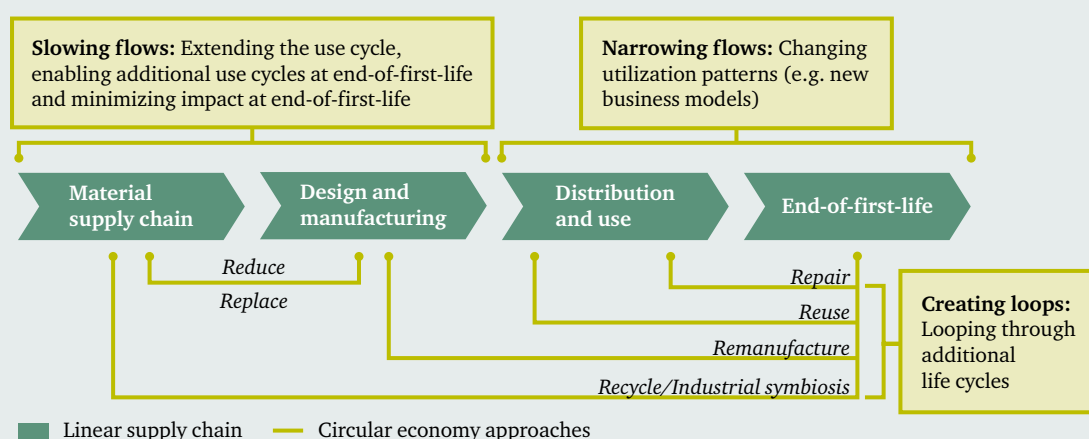 Slowing flows: Extending the use cycle,
enabling additional use cycles at end-of-first-life
and minimizing impact at end-of-first-life
Narrowing flows: Changing
utilization patterns (e.g. new
business models)
Material
supply chain
Design and
manufacturing
Distribution
and use
End-of-first-life
Reduce
Replace
Repair
Reuse
Remanufacture
Recycle/Industrial symbiosis
Creating loops:
Looping through
additional
life cycles
Linear supply chain
Circular economy approaches